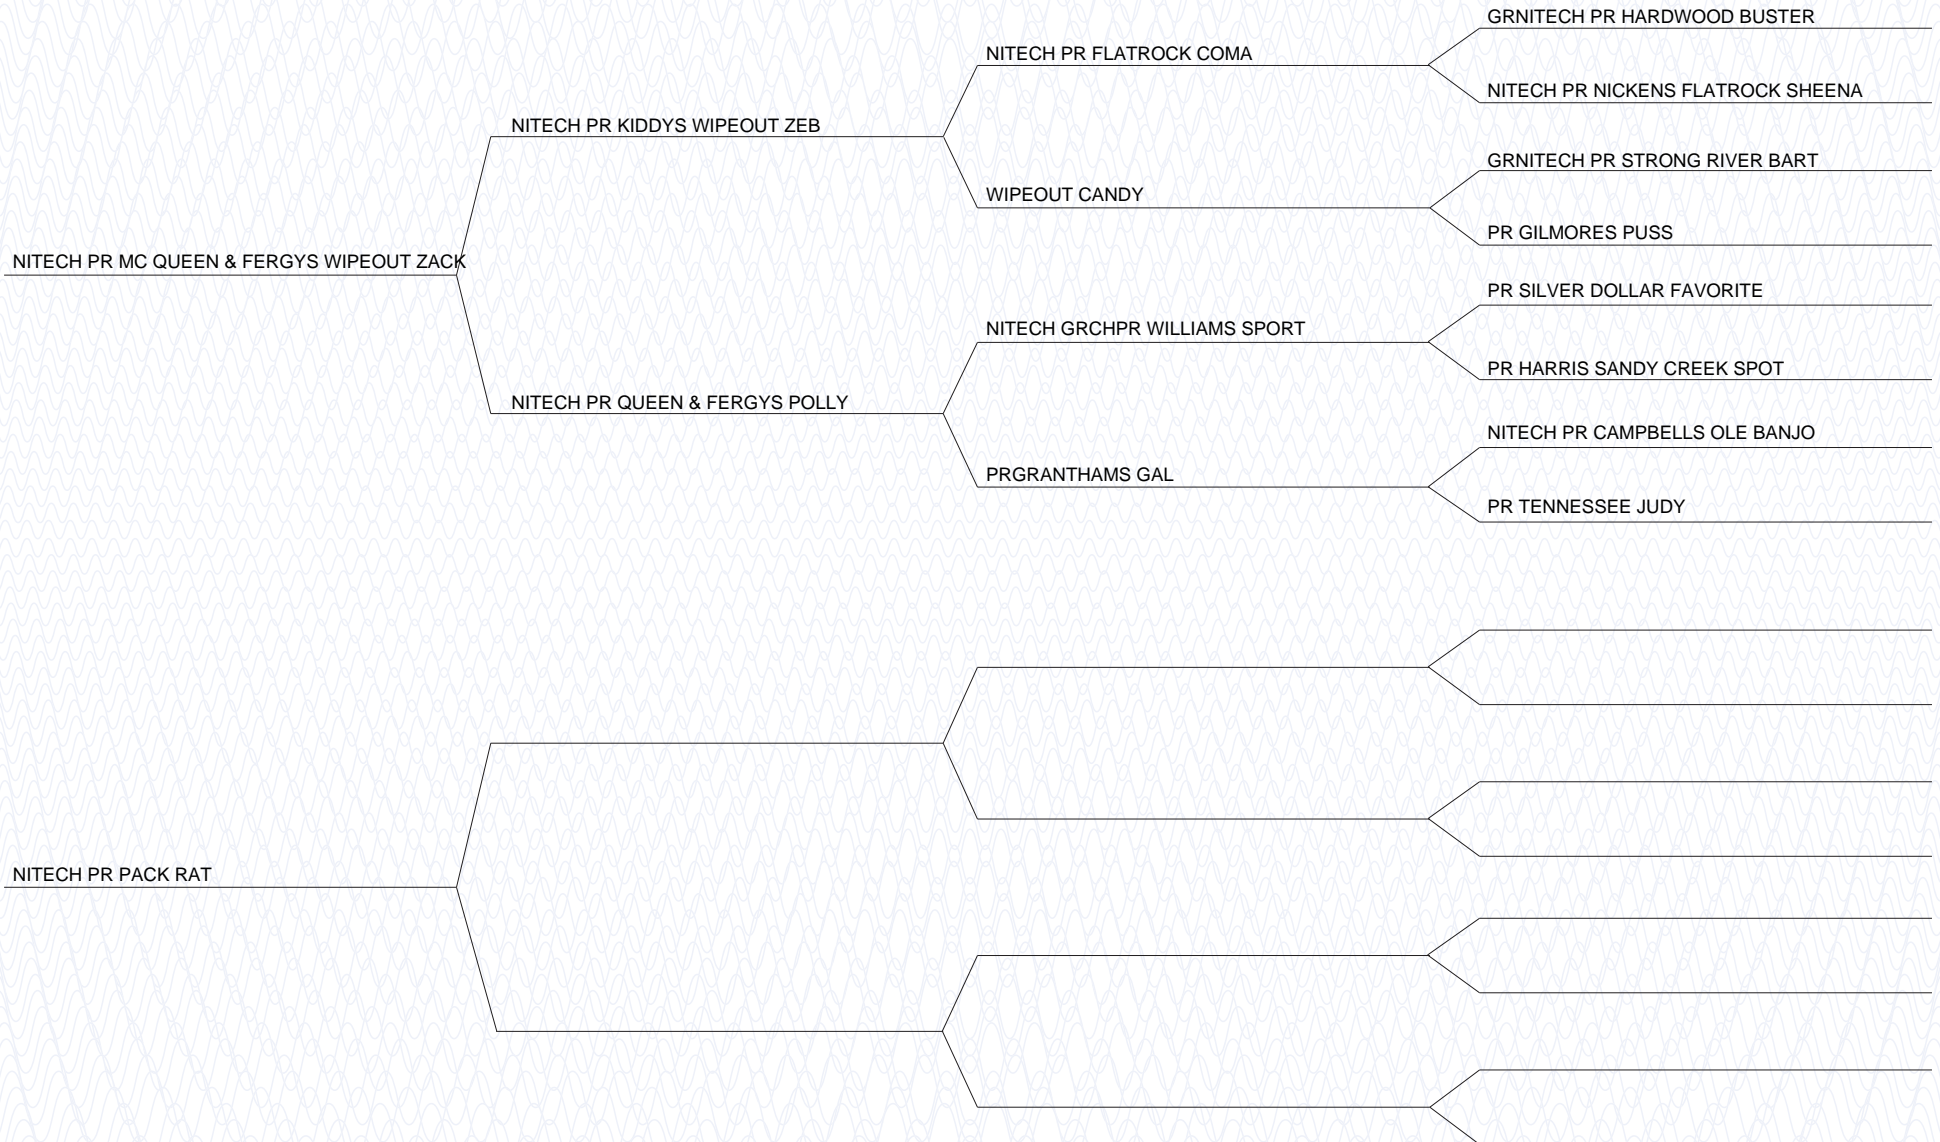 GRNITECH PR HARDWOOD BUSTER
NITECH PR FLATROCK COMA
NITECH PR NICKENS FLATROCK SHEENA
NITECH PR KIDDYS WIPEOUT ZEB
GRNITECH PR STRONG RIVER BART
WIPEOUT CANDY
PR GILMORES PUSS
NITECH PR MC QUEEN & FERGYS WIPEOUT ZACK
PR SILVER DOLLAR FAVORITE
NITECH GRCHPR WILLIAMS SPORT
PR HARRIS SANDY CREEK SPOT
NITECH PR QUEEN & FERGYS POLLY
NITECH PR CAMPBELLS OLE BANJO
PRGRANTHAMS GAL
PR TENNESSEE JUDY
NITECH PR PACK RAT